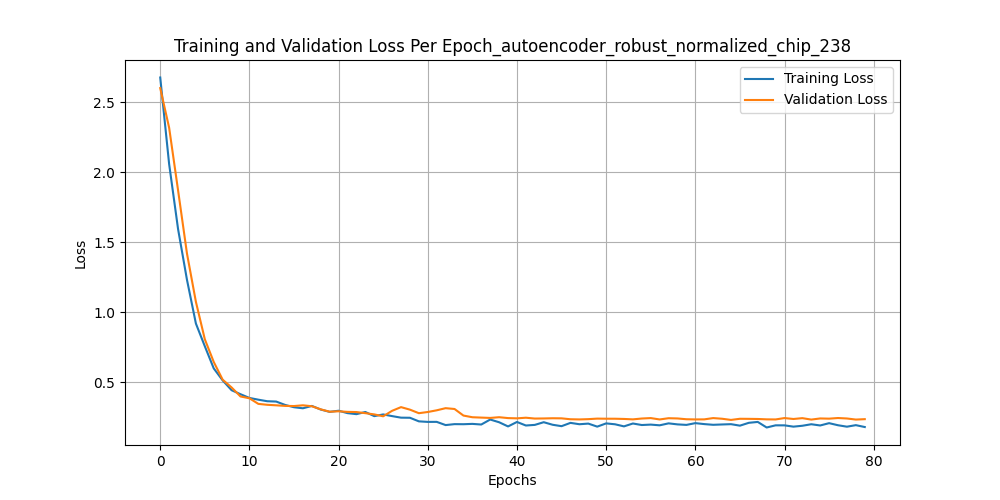 Training and Validation Loss Per Epoch_autoencoder_robust_normalized_chip_238
Training Loss
Validation Loss
Loss
2.5
2.0
1.5
1.0
0.5
0 10 20 30 40 50 60 70 80
Epochs